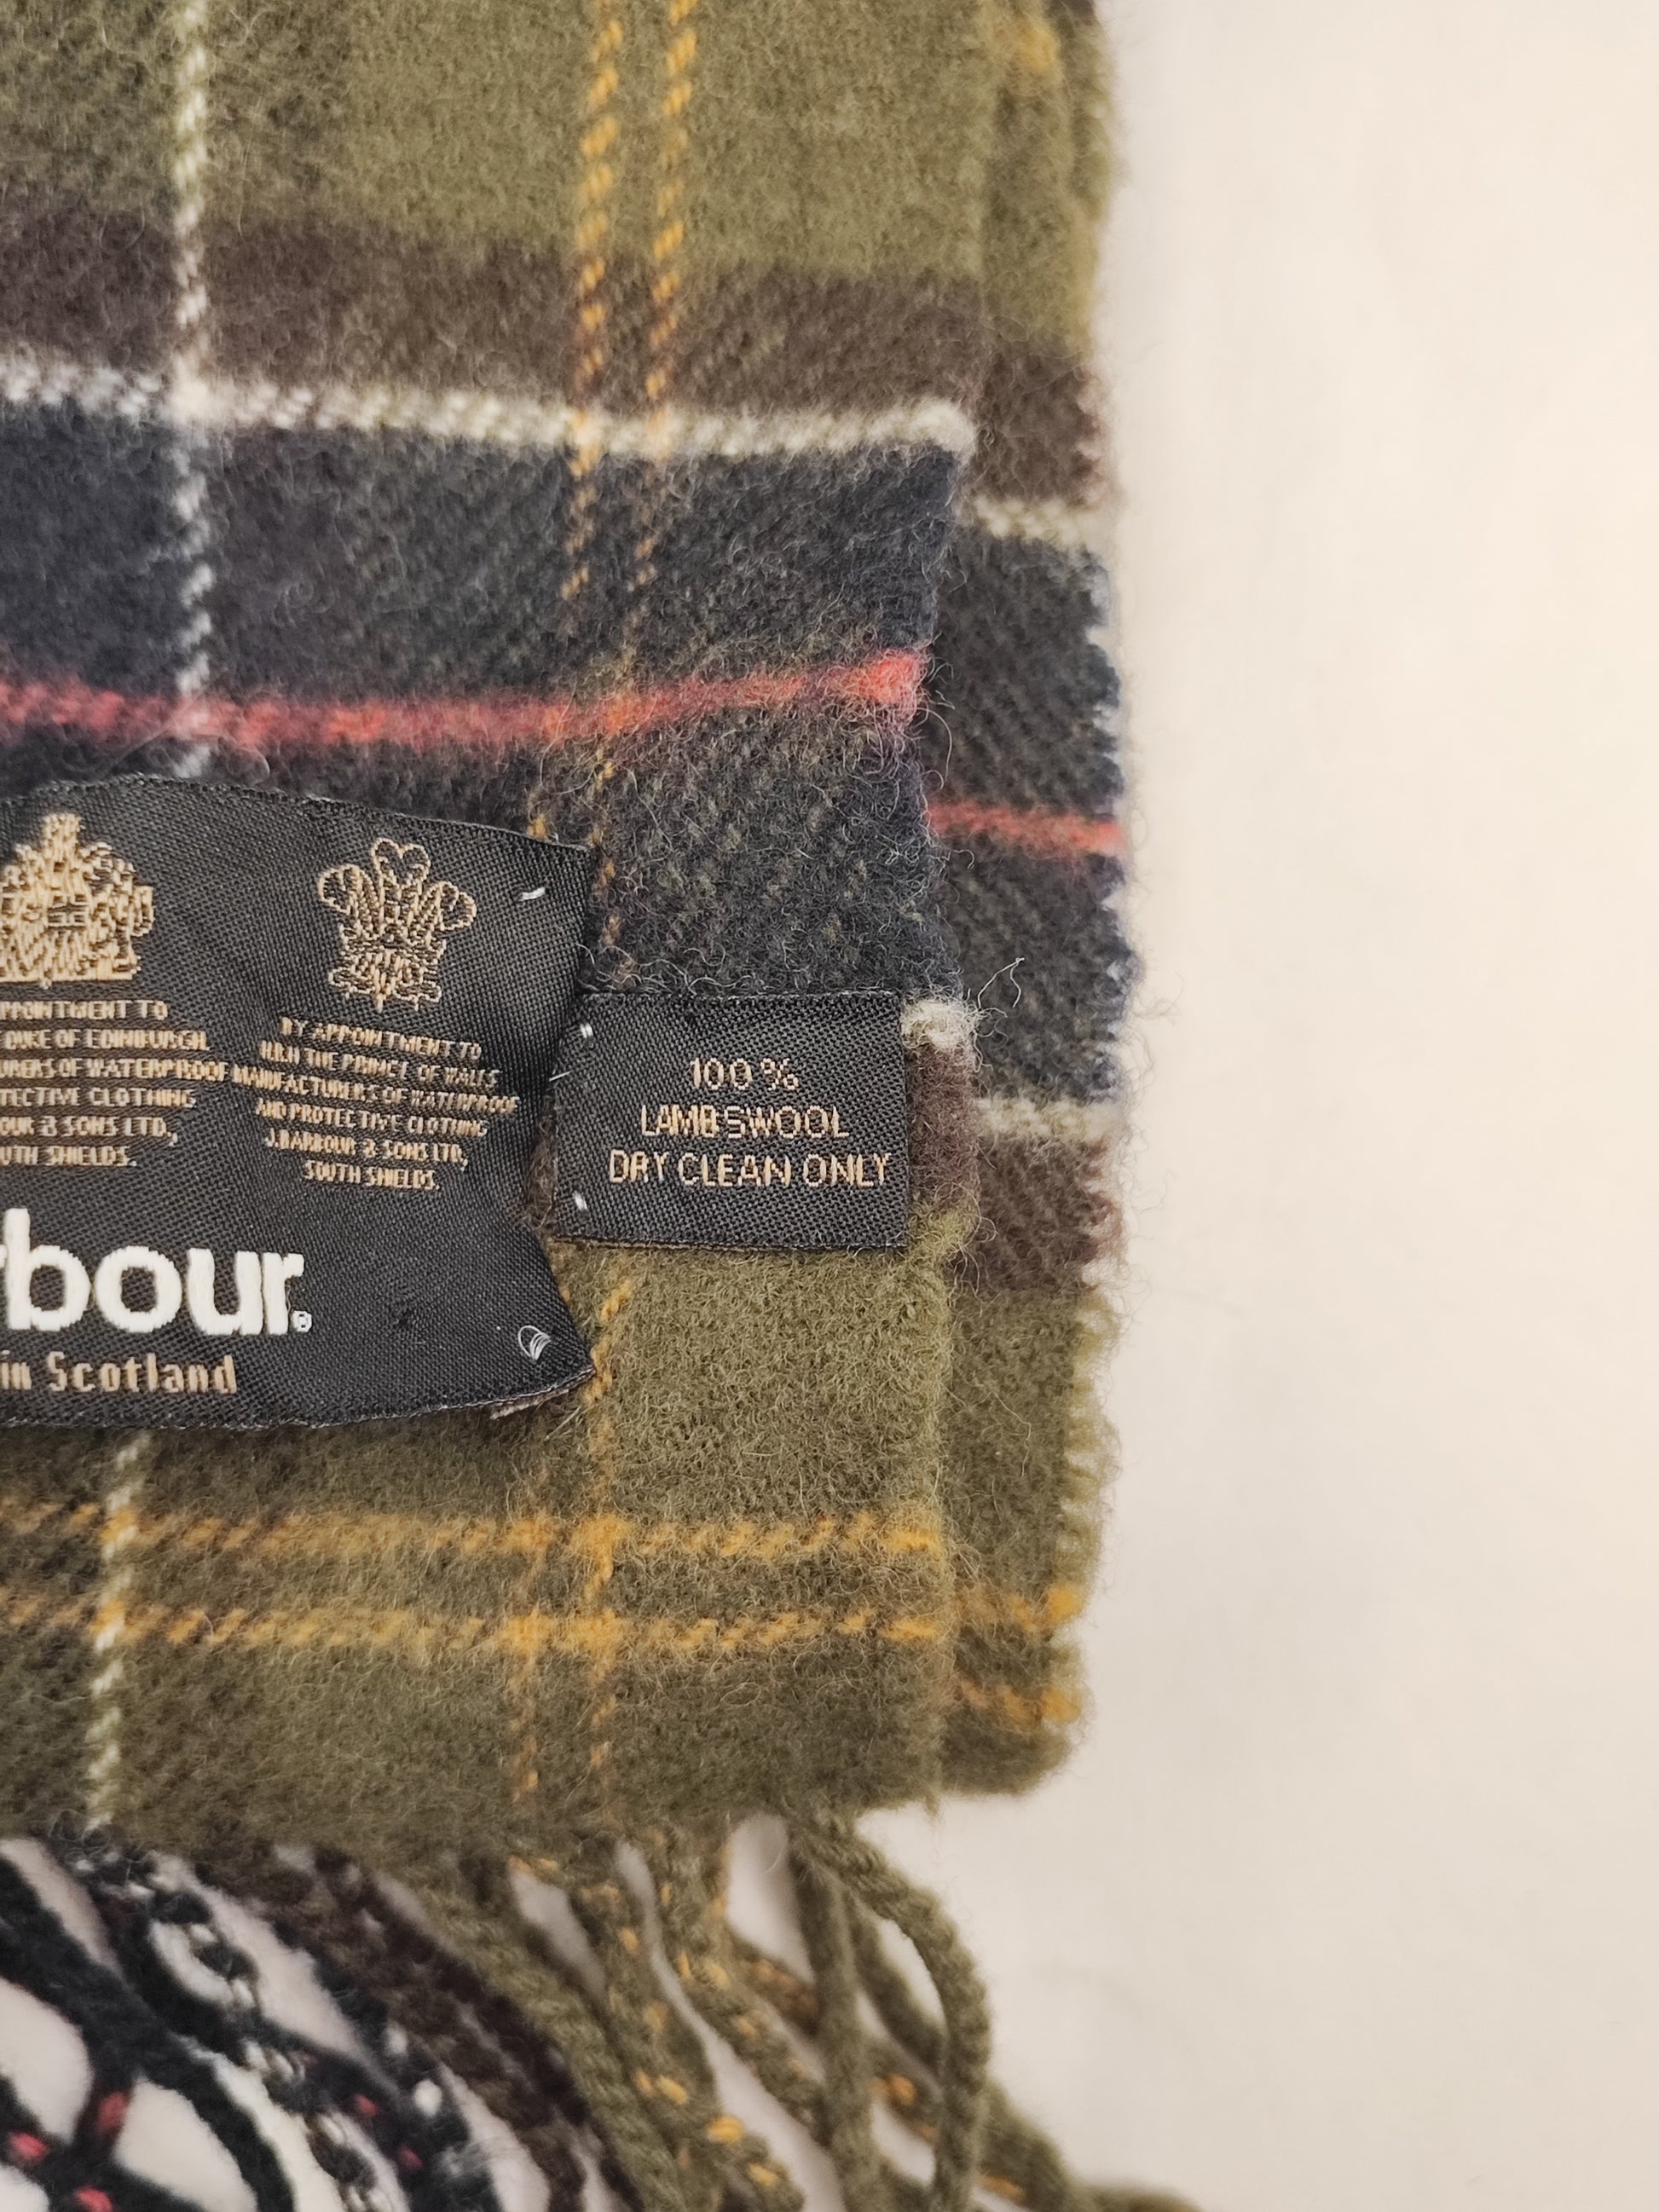 PPOINTMENT TO
DUKE OF EDINBURGH
URERS OF WATERPROOF
TECTIVE CLOTHING
OUR & SONS LTD.,
UTH SHIELDS.
BY APPOINTMENT TO
H.R.H THE PRINCE OF WALES
MANUFACTURERS OF WATERPROOF
AND PROTECTIVE CLOTHING
J.BARBOUR & SONS LTD,
SOUTH SHIELDS.
rbour®
in Scotland
100%
LAMBSWOOL
DRY CLEAN ONLY